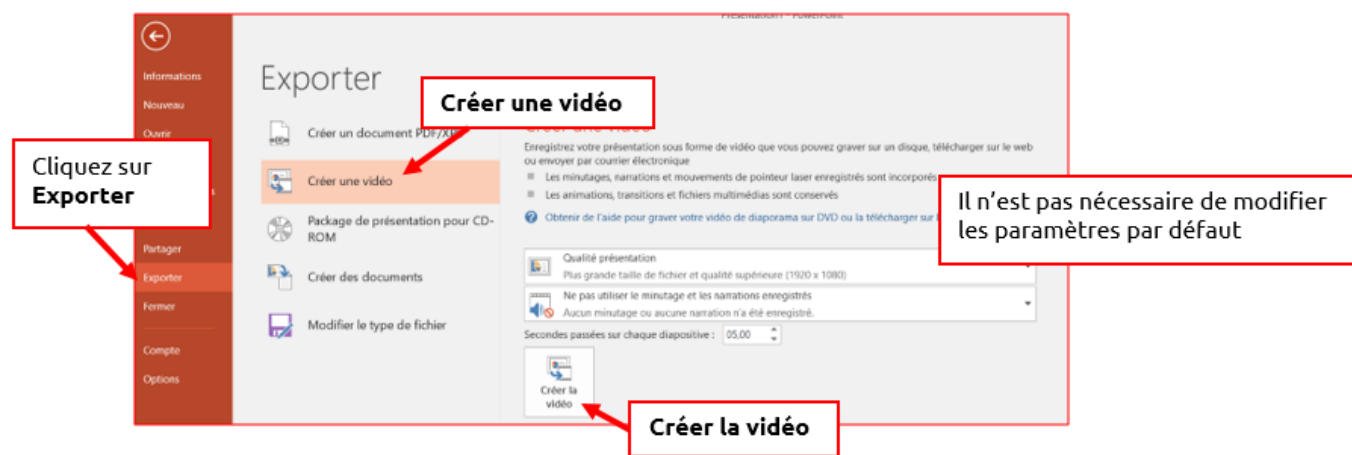 Présentation1 - PowerPoint
Informations
Nouveau
Ouvrir
Partager
Exporter
Fermer
Compte
Options
Cliquez sur
Exporter
Exporter
Créer un document PDF/XP
Créer une vidéo
Package de présentation pour CD-
ROM
Créer des documents
Modifier le type de fichier
Créer une vidéo
Créer une vidéo
Enregistrez votre présentation sous forme de vidéo que vous pouvez graver sur un disque, télécharger sur le web
ou envoyer par courrier électronique
Les minutages, narrations et mouvements de pointeur laser enregistrés sont incorporés
Les animations, transitions et fichiers multimédias sont conservés
Obtenir de l'aide pour graver votre vidéo de diaporama sur DVD ou la télécharger sur
Il n’est pas nécessaire de modifier
les paramètres par défaut
Qualité présentation
Plus grande taille de fichier et qualité supérieure (1920 x 1080)
Ne pas utiliser le minutage et les narrations enregistrés
Aucun minutage ou aucune narration n'a été enregistré.
Secondes passées sur chaque diapositive : 05,00
Créer la
vidéo
Créer la vidéo